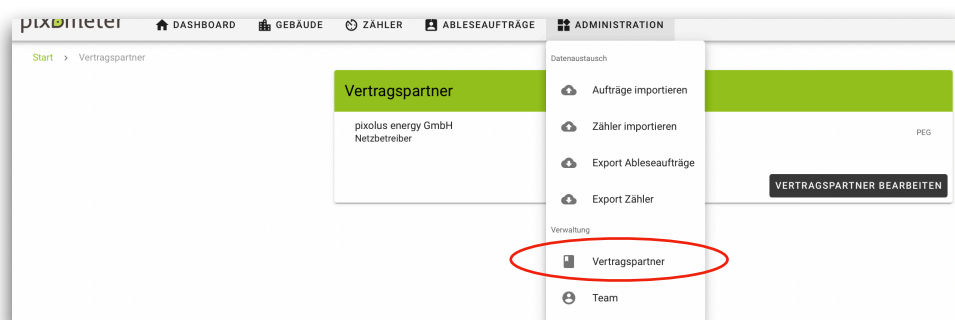 pixometer
DASHBOARD
GEBÄUDE
ZÄHLER
ABLESEAUFTRÄGE
ADMINISTRATION
Start > Vertragspartner
Vertragspartner
pixolus energy GmbH
Netzbetreiber
PEG
VERTRAGSPARTNER BEARBEITEN
Datenaustausch
Aufträge importieren
Zähler importieren
Export Ableseaufträge
Export Zähler
Verwaltung
Vertragspartner
Team